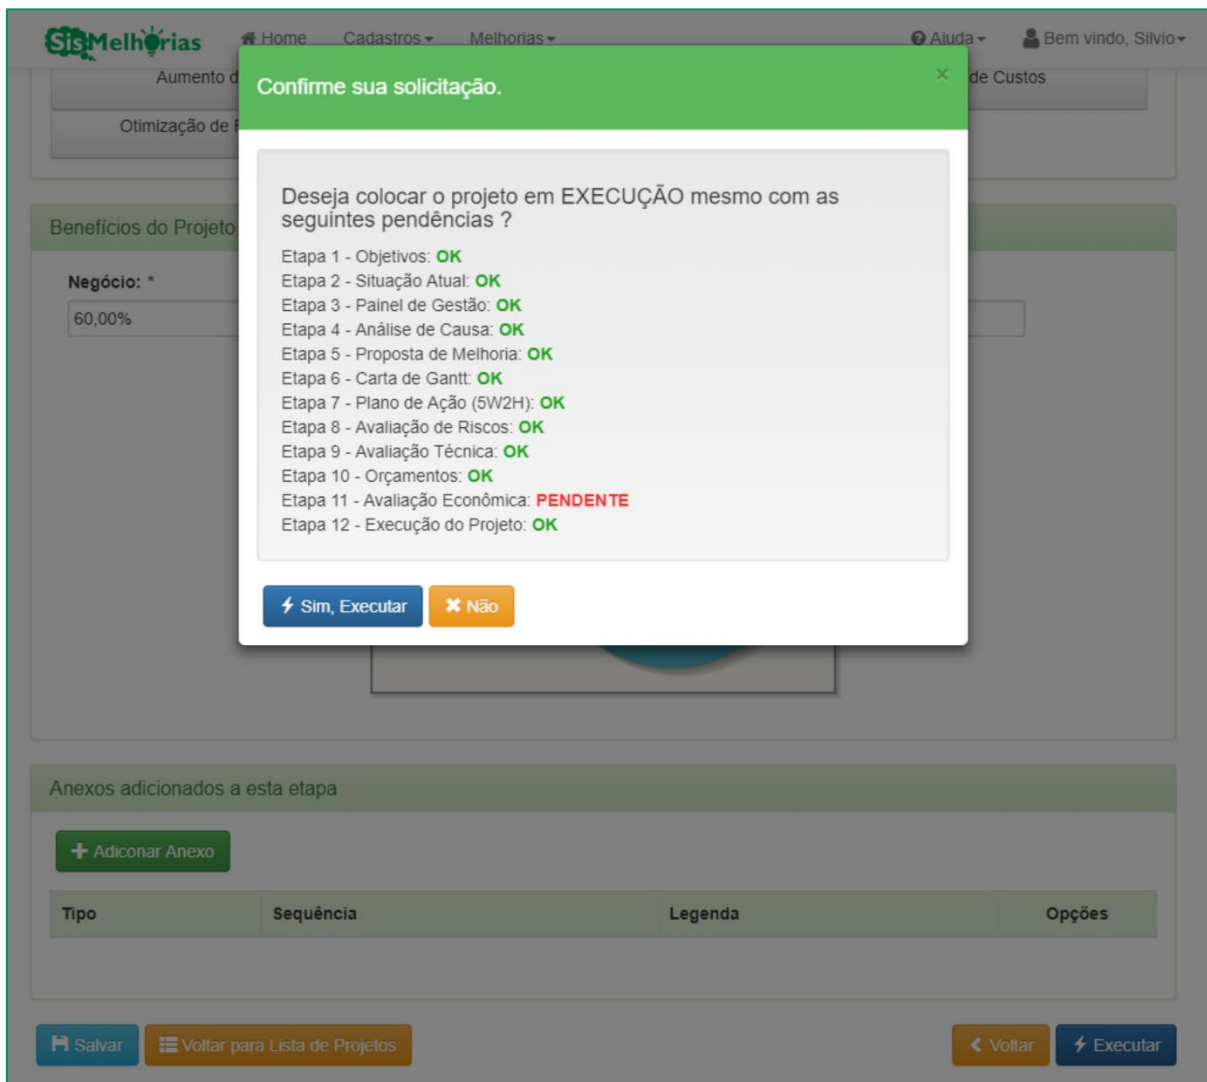 SisMelhorias Home Cadastros Melhorias Ajuda Bem vindo, Silvio
Aumento d
de Custos
Otimização de
Confirme sua solicitação.
×
Deseja colocar o projeto em EXECUÇÃO mesmo com as
seguintes pendências ?
Etapa 1 - Objetivos: OK
Etapa 2 - Situação Atual: OK
Etapa 3 - Painel de Gestão: OK
Etapa 4 - Análise de Causa: OK
Etapa 5 - Proposta de Melhoria: OK
Etapa 6 - Carta de Gantt: OK
Etapa 7 - Plano de Ação (5W2H): OK
Etapa 8 - Avaliação de Riscos: OK
Etapa 9 - Avaliação Técnica: OK
Etapa 10 - Orçamentos: OK
Etapa 11 - Avaliação Econômica: PENDENTE
Etapa 12 - Execução do Projeto: OK
Sim, Executar Não
Benefícios do Projeto
Negócio: *
60,00%
Anexos adicionados a esta etapa
Adiconar Anexo
Tipo Sequência Legenda Opções
Salvar Voltar para Lista de Projetos Voltar Executar